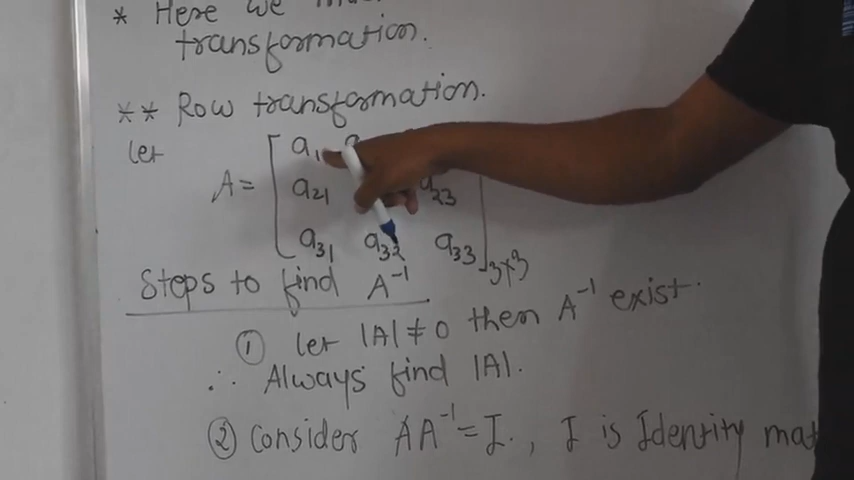 * Here we
transformation.
** Row transformation.
let
A = [ a1
a21 a23
a31 a32 a33 ]3×3
Steps to find A⁻¹
① let |A| ≠ 0 then A⁻¹ exist.
∴ Always find |A|.
② Consider AA⁻¹ = I. , I is Identity mat